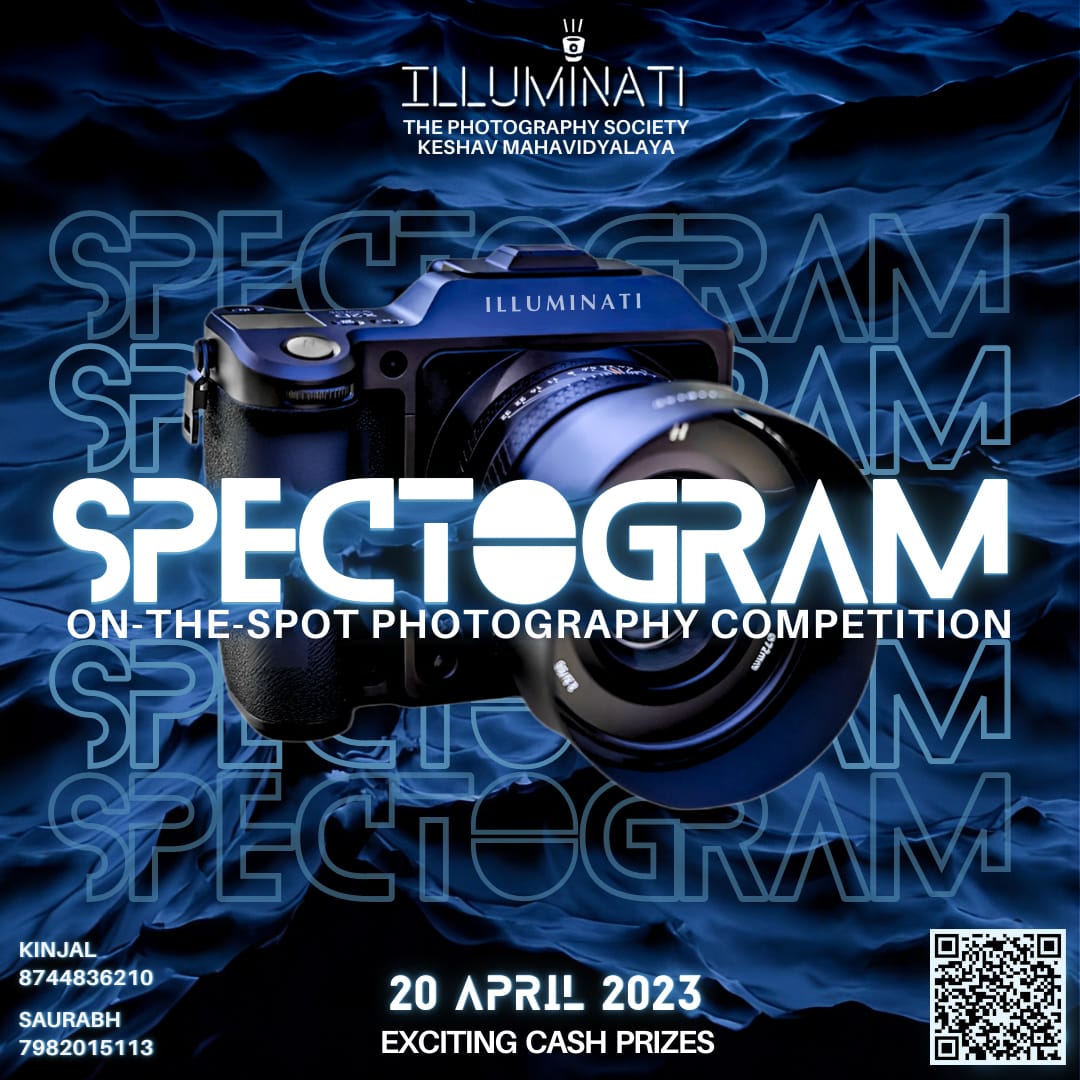 ILLUMINATI
THE PHOTOGRAPHY SOCIETY
KESHAV MAHAVIDYALAYA
SPECTOGRAM
ILLUMINATI
SPECTOGRAM
SPECTOGRAM
ON-THE-SPOT PHOTOGRAPHY COMPETITION
SPECTOGRAM
SPECTOGRAM
KINJAL
8744836210
SAURABH
7982015113
20 APRIL 2023
EXCITING CASH PRIZES